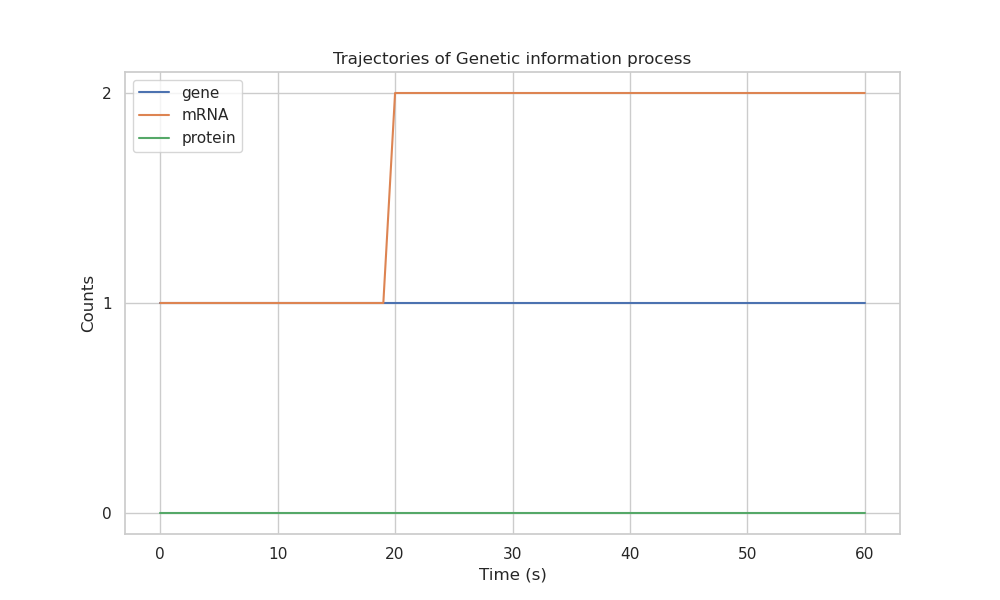 Trajectories of Genetic information process
gene
mRNA
protein
2
1
0
Counts
0 10 20 30 40 50 60
Time (s)